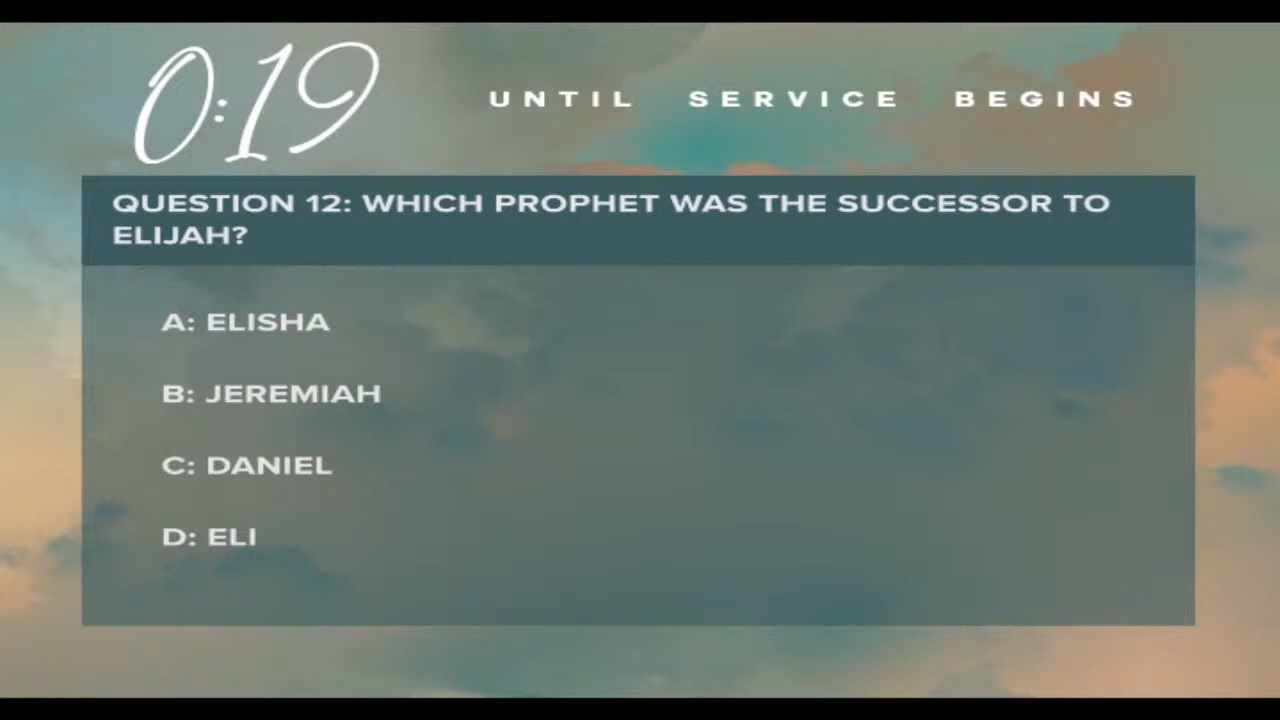 0:19
UNTIL SERVICE BEGINS
QUESTION 12: WHICH PROPHET WAS THE SUCCESSOR TO
ELIJAH?
A: ELISHA
B: JEREMIAH
C: DANIEL
D: ELI